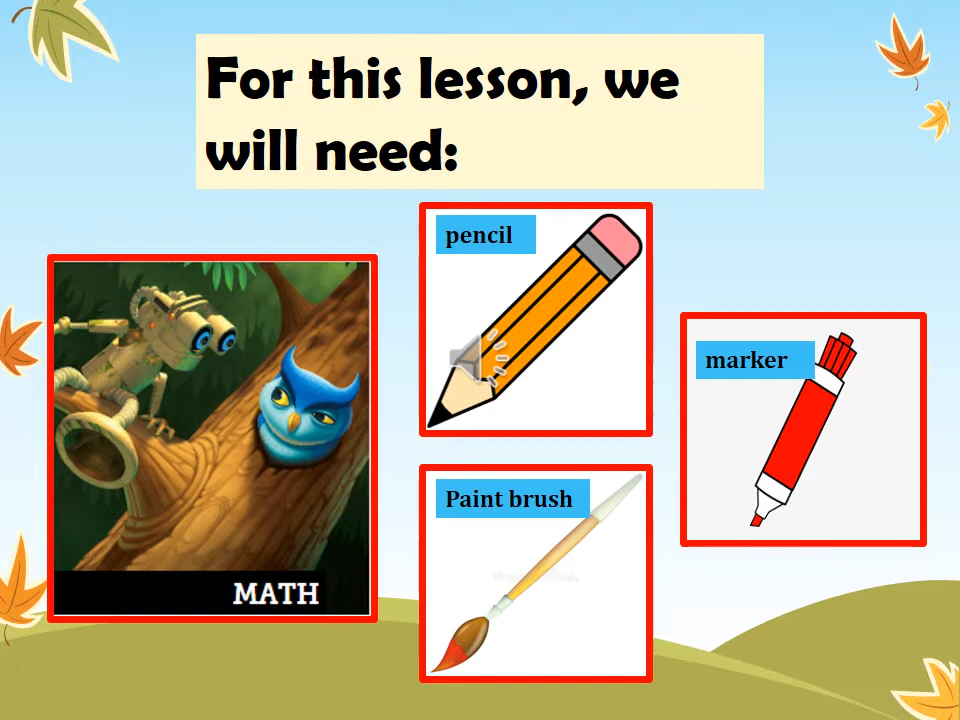 For this lesson, we
will need:
pencil
marker
Paint brush
MATH